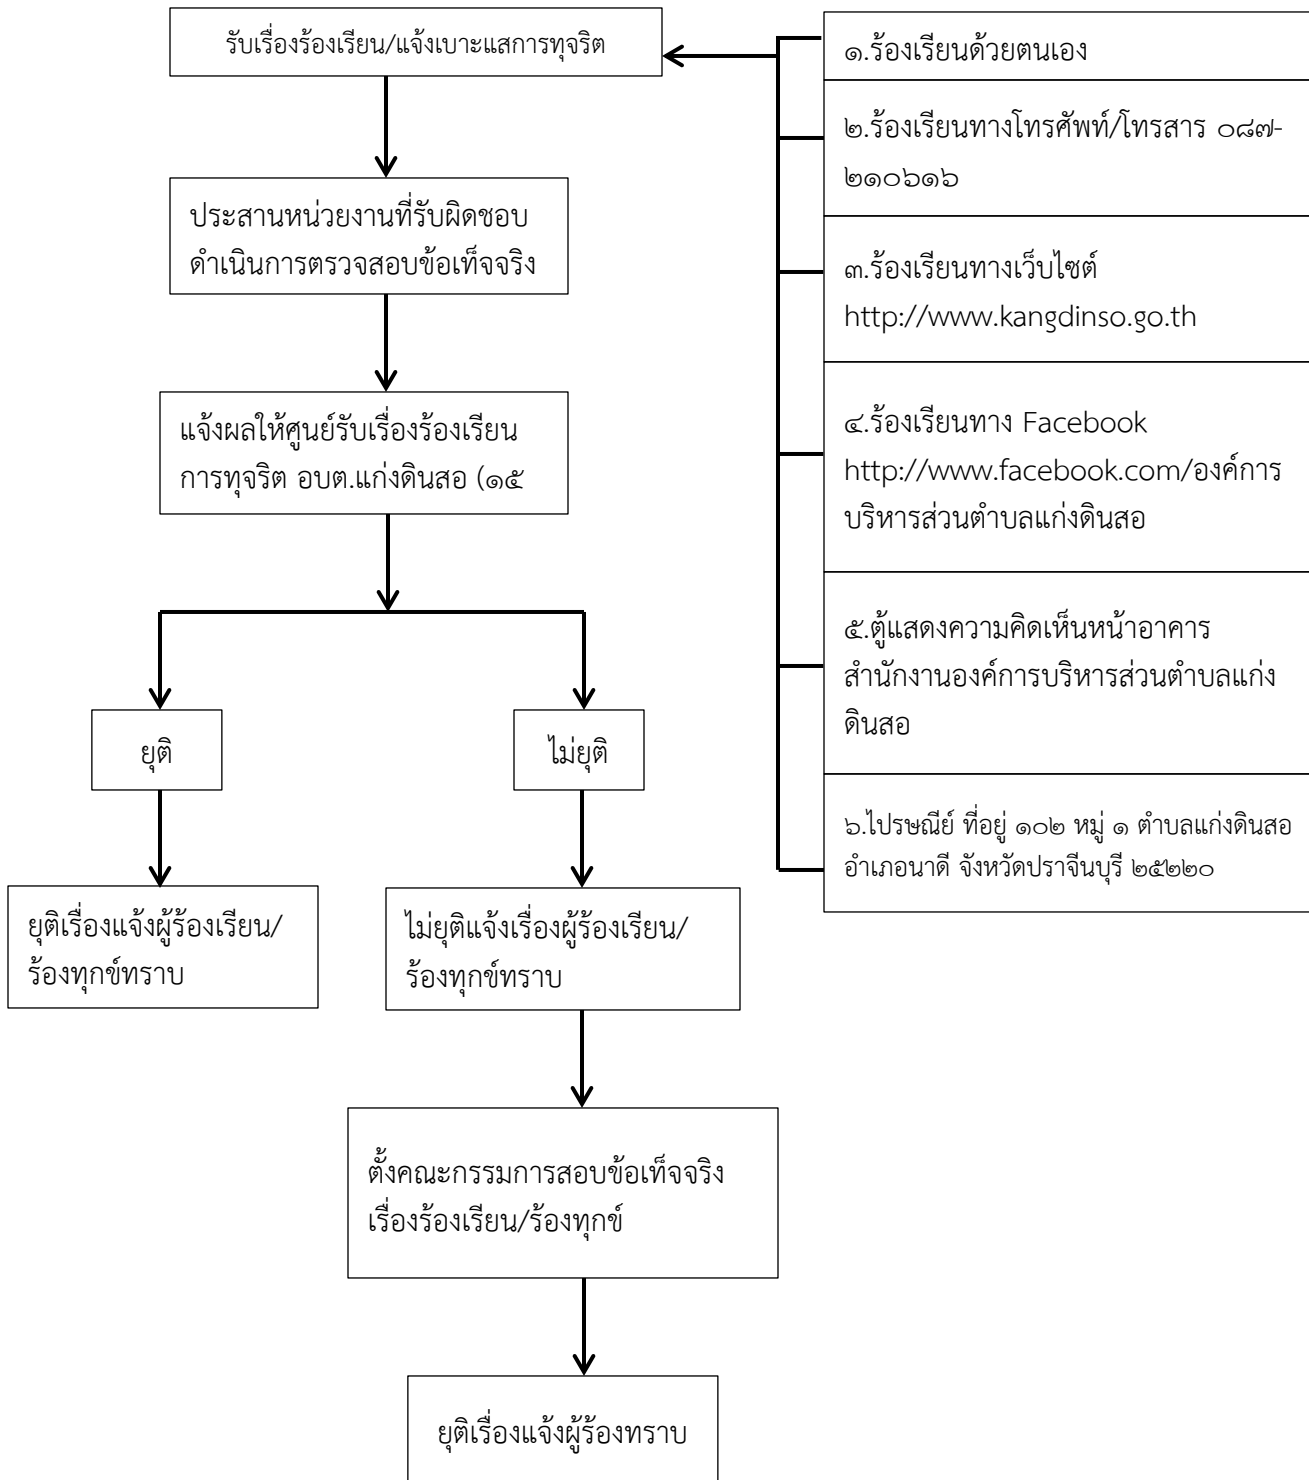 รับเรื่องร้องเรียน/แจ้งเบาะแสการทุจริต
๑.ร้องเรียนด้วยตนเอง
๒.ร้องเรียนทางโทรศัพท์/โทรสาร ๐๘๗-
๒๑๐๖๑๖
๓.ร้องเรียนทางเว็บไซต์
http://www.kangdinso.go.th
๔.ร้องเรียนทาง Facebook
http://www.facebook.com/องค์การ
บริหารส่วนตำบลแก่งดินสอ
๕.ตู้แสดงความคิดเห็นหน้าอาคาร
สำนักงานองค์การบริหารส่วนตำบลแก่ง
ดินสอ
๖.ไปรษณีย์ ที่อยู่ ๑๐๒ หมู่ ๑ ตำบลแก่งดินสอ
อำเภอนาดี จังหวัดปราจีนบุรี ๒๕๒๒๐
ประสานหน่วยงานที่รับผิดชอบ
ดำเนินการตรวจสอบข้อเท็จจริง
แจ้งผลให้ศูนย์รับเรื่องร้องเรียน
การทุจริต อบต.แก่งดินสอ (๑๕
ยุติ
ไม่ยุติ
ยุติเรื่องแจ้งผู้ร้องเรียน/
ร้องทุกข์ทราบ
ไม่ยุติแจ้งเรื่องผู้ร้องเรียน/
ร้องทุกข์ทราบ
ตั้งคณะกรรมการสอบข้อเท็จจริง
เรื่องร้องเรียน/ร้องทุกข์
ยุติเรื่องแจ้งผู้ร้องทราบ